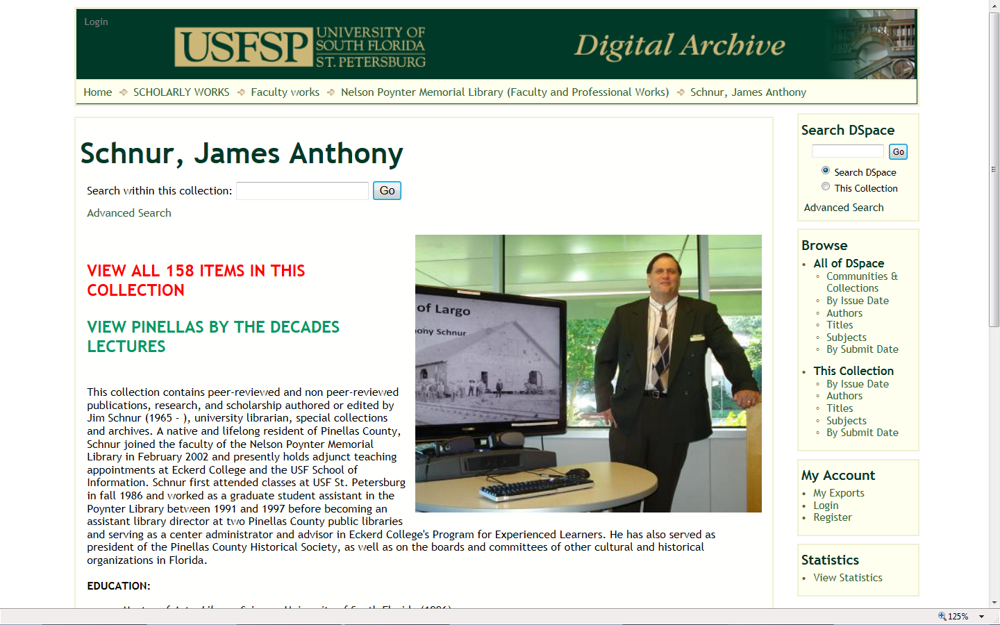 Login
USFSP UNIVERSITY OF
SOUTH FLORIDA
ST. PETERSBURG
Digital Archive
Home SCHOLARLY WORKS Faculty works Nelson Poynter Memorial Library (Faculty and Professional Works) Schnur, James Anthony
Schnur, James Anthony
Search within this collection: Go
Advanced Search
VIEW ALL 158 ITEMS IN THIS
COLLECTION
VIEW PINELLAS BY THE DECADES
LECTURES
of Largo
ony Schnur
This collection contains peer-reviewed and non peer-reviewed
publications, research, and scholarship authored or edited by
Jim Schnur (1965 - ), university librarian, special collections
and archives. A native and lifelong resident of Pinellas County,
Schnur joined the faculty of the Nelson Poynter Memorial
Library in February 2002 and presently holds adjunct teaching
appointments at Eckerd College and the USF School of
Information. Schnur first attended classes at USF St. Petersburg
in fall 1986 and worked as a graduate student assistant in the
Poynter Library between 1991 and 1997 before becoming an
assistant library director at two Pinellas County public libraries
and serving as a center administrator and advisor in Eckerd College's Program for Experienced Learners. He has also served as
president of the Pinellas County Historical Society, as well as on the boards and committees of other cultural and historical
organizations in Florida.
EDUCATION:
Search DSpace
Go
Search DSpace
This Collection
Advanced Search
Browse
• All of DSpace
◦ Communities &
Collections
◦ By Issue Date
◦ Authors
◦ Titles
◦ Subjects
◦ By Submit Date
• This Collection
◦ By Issue Date
◦ Authors
◦ Titles
◦ Subjects
◦ By Submit Date
My Account
• My Exports
• Login
• Register
Statistics
• View Statistics
125%